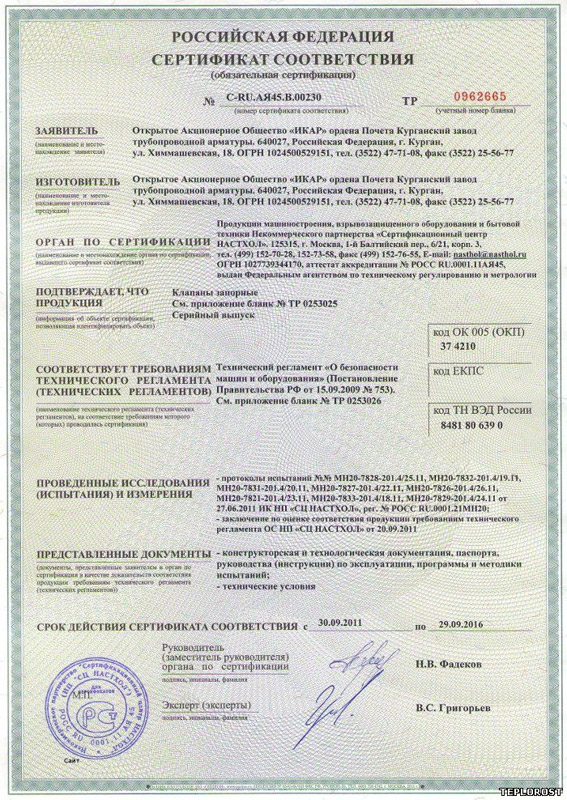 РОССИЙСКАЯ ФЕДЕРАЦИЯ
СЕРТИФИКАТ СООТВЕТСТВИЯ
(обязательная сертификация)
№ C-RU.АЯ45.В.00230
(номер сертификата соответствия)
ТР 0962665
(учетный номер бланка)
ЗАЯВИТЕЛЬ
(наименование и место-
нахождение заявителя)
Открытое Акционерное Общество «ИКАР» ордена Почета Курганский завод
трубопроводной арматуры. 640027, Российская Федерация, г. Курган,
ул. Химмашевская, 18. ОГРН 1024500529151, тел. (3522) 47-71-08, факс (3522) 25-56-77
ИЗГОТОВИТЕЛЬ
(наименование и место-
нахождение изготовителя
продукции)
Открытое Акционерное Общество «ИКАР» ордена Почета Курганский завод
трубопроводной арматуры. 640027, Российская Федерация, г. Курган,
ул. Химмашевская, 18. ОГРН 1024500529151, тел. (3522) 47-71-08, факс (3522) 25-56-77
ОРГАН ПО СЕРТИФИКАЦИИ
(наименование и местонахождение органа по сертификации,
выдавшего сертификат соответствия)
Продукции машиностроения, взрывозащищенного оборудования и бытовой
техники Некоммерческого партнерства «Сертификационный центр
НАСТХОЛ». 125315, г. Москва, 1-й Балтийский пер., 6/21, корп. 3,
тел. (499) 152-70-28, 152-73-58, факс (499) 152-76-55, E-mail: nasthol@nasthol.ru
ОГРН 1027739344170, аттестат аккредитации № РОСС RU.0001.11АЯ45.
выдан Федеральным агентством по техническому регулированию и метрологии
ПОДТВЕРЖДАЕТ, ЧТО
ПРОДУКЦИЯ
(информация об объекте сертификации,
позволяющая идентифицировать объект)
Клапаны запорные
См. приложение бланк № ТР 0253025
Серийный выпуск
код ОК 005 (ОКП)
37 4210
код ЕКПС
код ТН ВЭД России
8481 80 639 0
СООТВЕТСТВУЕТ ТРЕБОВАНИЯМ
ТЕХНИЧЕСКОГО РЕГЛАМЕНТА
(ТЕХНИЧЕСКИХ РЕГЛАМЕНТОВ)
(наименование технического регламента (технических
регламентов), на соответствие требованиям которого
(которых) проводилась сертификация)
Технический регламент «О безопасности
машин и оборудования» (Постановление
Правительства РФ от 15.09.2009 № 753).
См. приложение бланк № ТР 0253026
ПРОВЕДЕННЫЕ ИССЛЕДОВАНИЯ
(ИСПЫТАНИЯ) И ИЗМЕРЕНИЯ
- протоколы испытаний №№ МН20-7828-201.4/25.11, МН20-7832-201.4/19.11,
МН20-7831-201.4/20.11, МН20-7827-201.4/22.11, МН20-7826-201.4/26.11,
МН20-7821-201.4/23.11, МН20-7833-201.4/18.11, МН20-7829-201.4/24.11 от
27.06.2011 ИК НП «СЦ НАСТХОЛ», рег. № РОСС RU.0001.21МН20;
- заключение по оценке соответствия продукции требованиям технического
регламента ОС НП «СЦ НАСТХОЛ» от 20.09.2011
ПРЕДСТАВЛЕННЫЕ ДОКУМЕНТЫ
(документы, представленные заявителем в орган по
сертификации в качестве доказательств соответствия
продукции требованиям технического регламента
(технических регламентов))
- конструкторская и технологическая документация, паспорта,
руководства (инструкции) по эксплуатации, программы и методики
испытаний;
- технические условия
СРОК ДЕЙСТВИЯ СЕРТИФИКАТА СООТВЕТСТВИЯ с 30.09.2011 по 29.09.2016
Руководитель
(заместитель руководителя)
органа по сертификации
подпись, инициалы, фамилия
Н.В. Фадеков
Эксперт (эксперты)
подпись, инициалы, фамилия
В.С. Григорьев
М.П.
Некоммерческое партнерство "Сертификационный центр НАСТХОЛ"
(НП "СЦ НАСТХОЛ")
ДЛЯ
СЕРТИФИКАТОВ
РОСС RU.0001.11АЯ45
Сайт
TEPLOROST